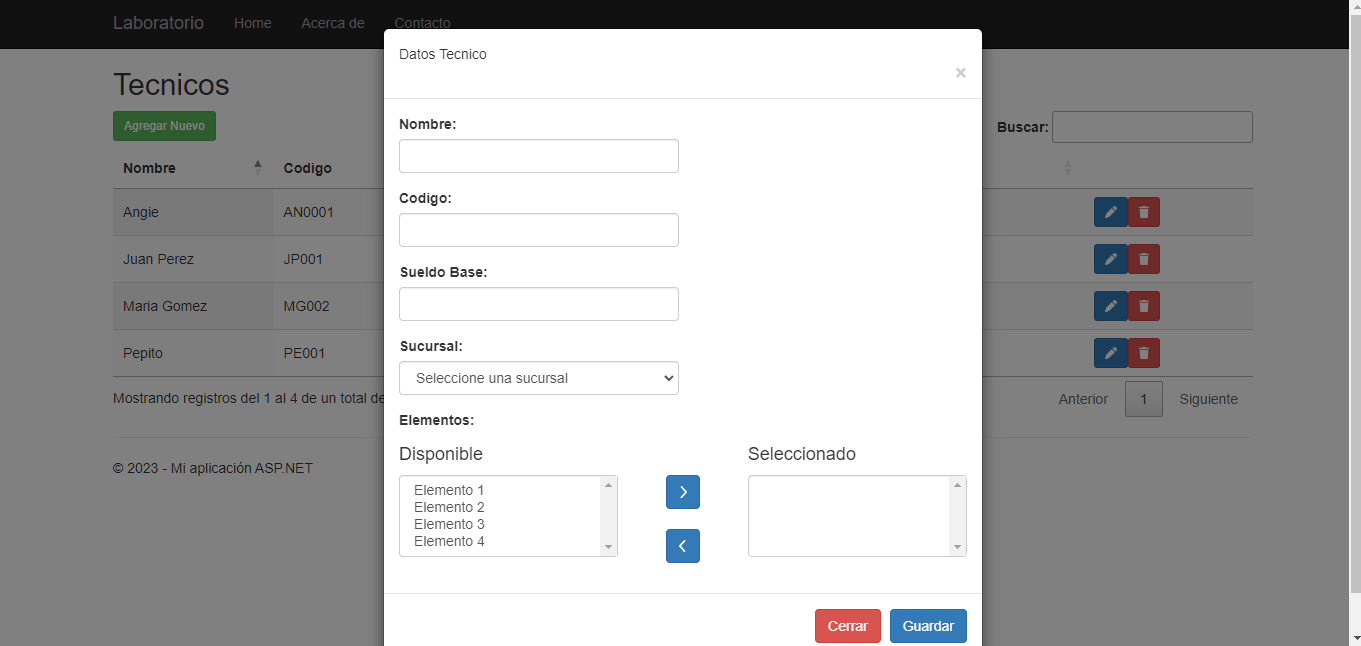 Laboratorio Home Acerca de Contacto
Datos Tecnico
×
Tecnicos
Agregar Nuevo
Buscar:
Nombre Codigo
Angie AN0001
Juan Perez JP001
Maria Gomez MG002
Pepito PE001
Mostrando registros del 1 al 4 de un total de
Anterior 1 Siguiente
© 2023 - Mi aplicación ASP.NET
Nombre:
Codigo:
Sueldo Base:
Sucursal:
Seleccione una sucursal
Elementos:
Disponible Seleccionado
Elemento 1
Elemento 2
Elemento 3
Elemento 4
Cerrar Guardar